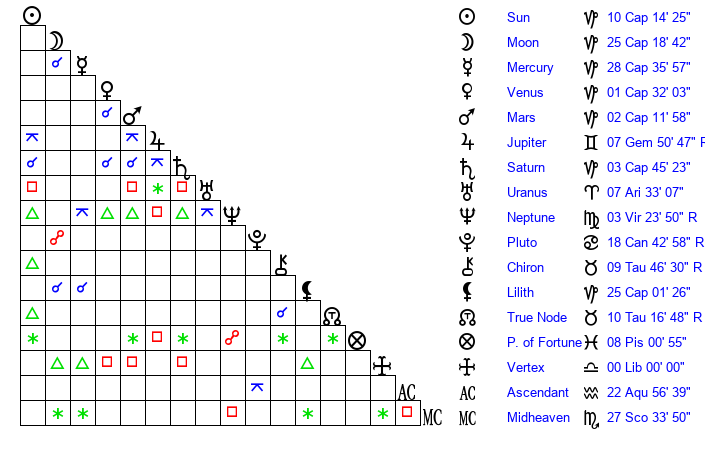 Sun 10 Cap 14' 25"
Moon 25 Cap 18' 42"
Mercury 28 Cap 35' 57"
Venus 01 Cap 32' 03"
Mars 02 Cap 11' 58"
Jupiter 07 Gem 50' 47" R
Saturn 03 Cap 45' 23"
Uranus 07 Ari 33' 07"
Neptune 03 Vir 23' 50" R
Pluto 18 Can 42' 58" R
Chiron 09 Tau 46' 30" R
Lilith 25 Cap 01' 26"
True Node 10 Tau 16' 48" R
P. of Fortune 08 Pis 00' 55"
Vertex 00 Lib 00' 00"
AC AC Ascendant 22 Aqu 56' 39"
MC MC Midheaven 27 Sco 33' 50"